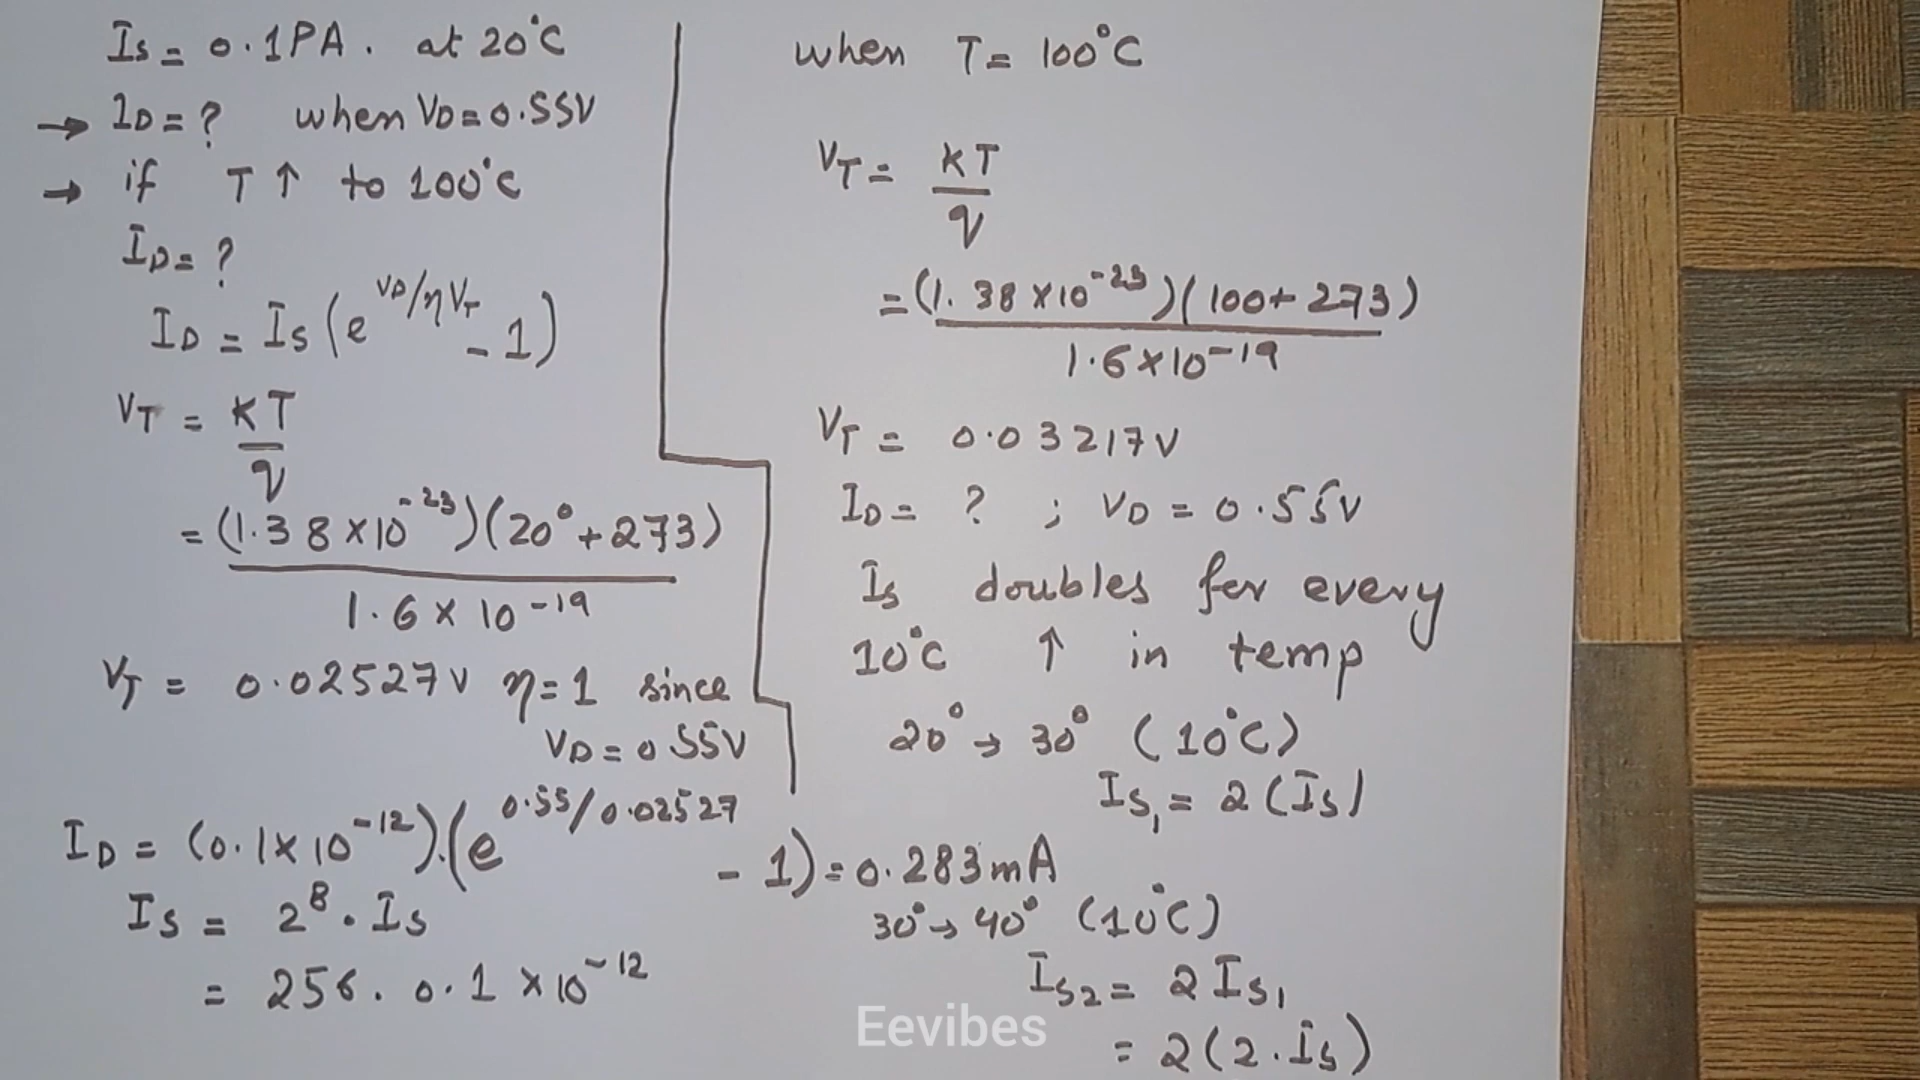 Is = 0.1PA. at 20°C
→ ID = ? when VD = 0.55V
→ if T ↑ to 100°C
ID = ?
ID = Is (e^VD/ηVT - 1)
VT = KT/q
= (1.38 x 10^-23)(20° + 273)
1.6 x 10^-19
VT = 0.02527V η = 1 since
VD = 0.55V
ID = (0.1x10^-12).(e^0.55/0.02527 - 1) = 0.283mA
Is = 2^8 . Is
= 256. 0.1 x 10^-12
when T = 100°C
VT = KT/q
= (1.38 x10^-23)(100+273)
1.6x10^-19
VT = 0.03217V
ID = ? ; VD = 0.55V
Is doubles for every
10°C ↑ in temp
20° → 30° (10°C)
Is1 = 2(Is)
30° → 40° (10°C)
Is2 = 2Is1
= 2(2.Is)
Eevibes